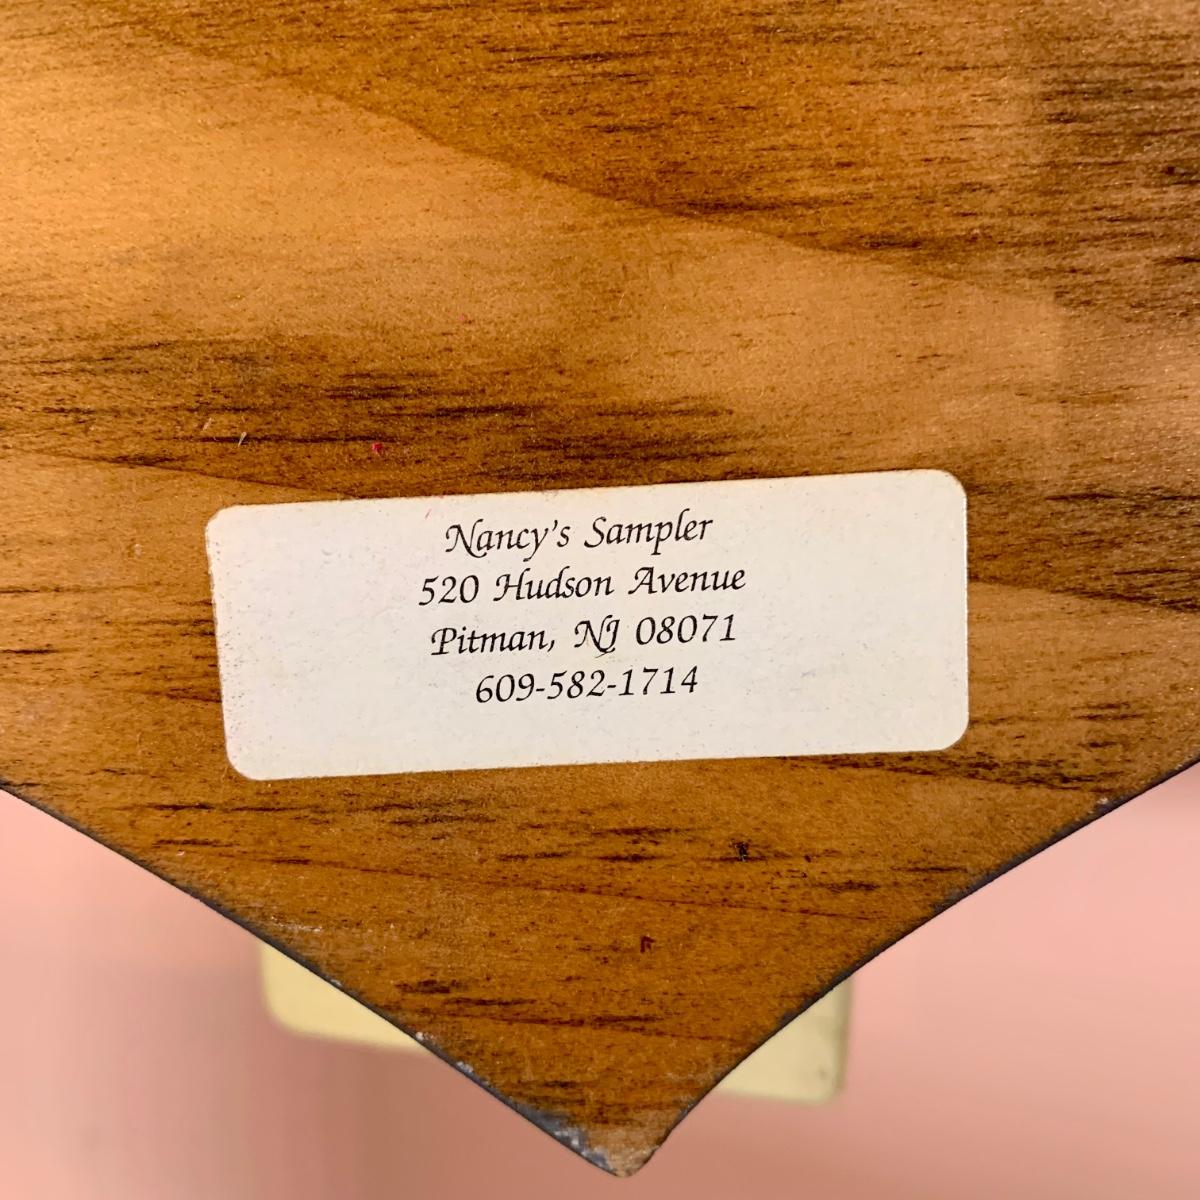 Nancy's Sampler
520 Hudson Avenue
Pitman, NJ 08071
609-582-1714